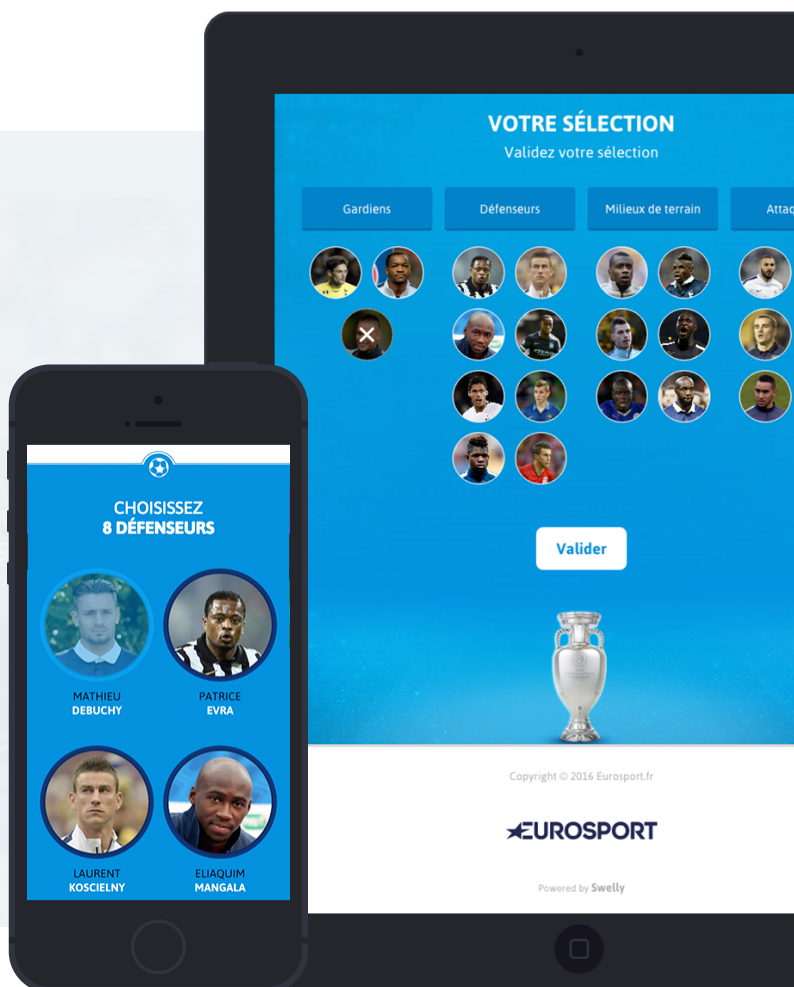 VOTRE SÉLECTION
Validez votre sélection
Gardiens
Défenseurs
Milieux de terrain
Valider
Copyright © 2016 Eurosport.fr
EUROSPORT
Powered by Swelly
CHOISISSEZ
8 DÉFENSEURS
MATHIEU
DEBUCHY
PATRICE
EVRA
LAURENT
KOSCIELNY
ELIAQUIM
MANGALA